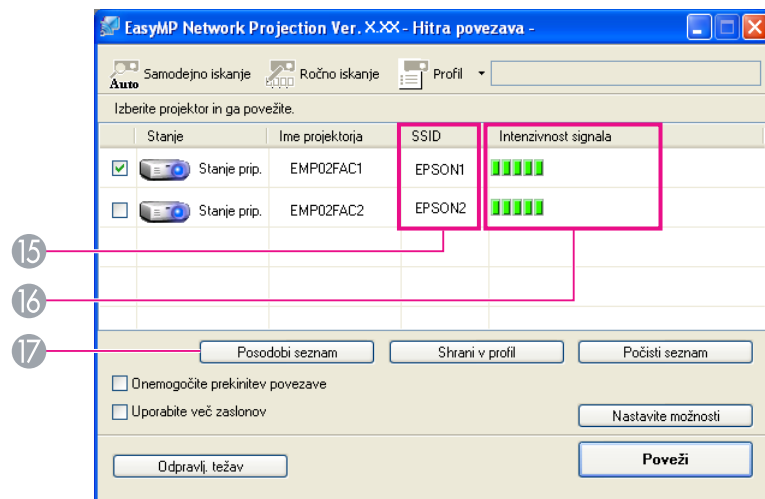 EasyMP Network Projection Ver. X.XX - Hitra povezava -
Auto Samodejno iskanje Ročno iskanje Profil
Izberite projektor in ga povežite.
Stanje Ime projektorja SSID Intenzivnost signala
Stanje prip. EMP02FAC1 EPSON1
Stanje prip. EMP02FAC2 EPSON2
15
16
17
Posodobi seznam Shrani v profil Počisti seznam
Onemogočite prekinitev povezave
Uporabite več zaslonov Nastavite možnosti
Odpravlj. težav Poveži